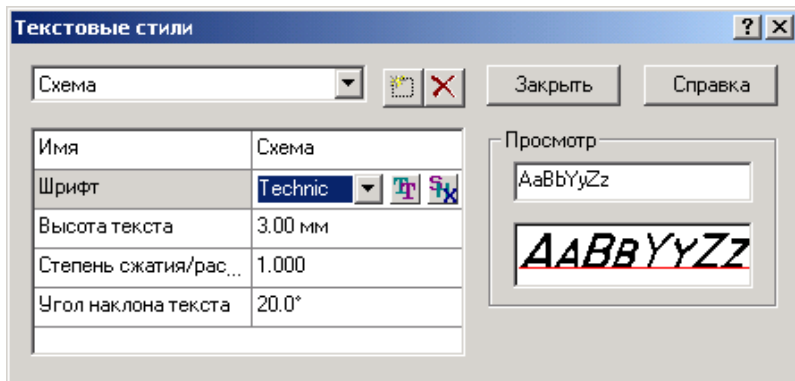 Текстовые стили
Схема
Закрыть
Справка
Имя
Схема
Шрифт
Technic
Высота текста
3.00 мм
Степень сжатия/рас...
1.000
Угол наклона текста
20.0°
Просмотр
AaBbYyZz
AaBbYyZz